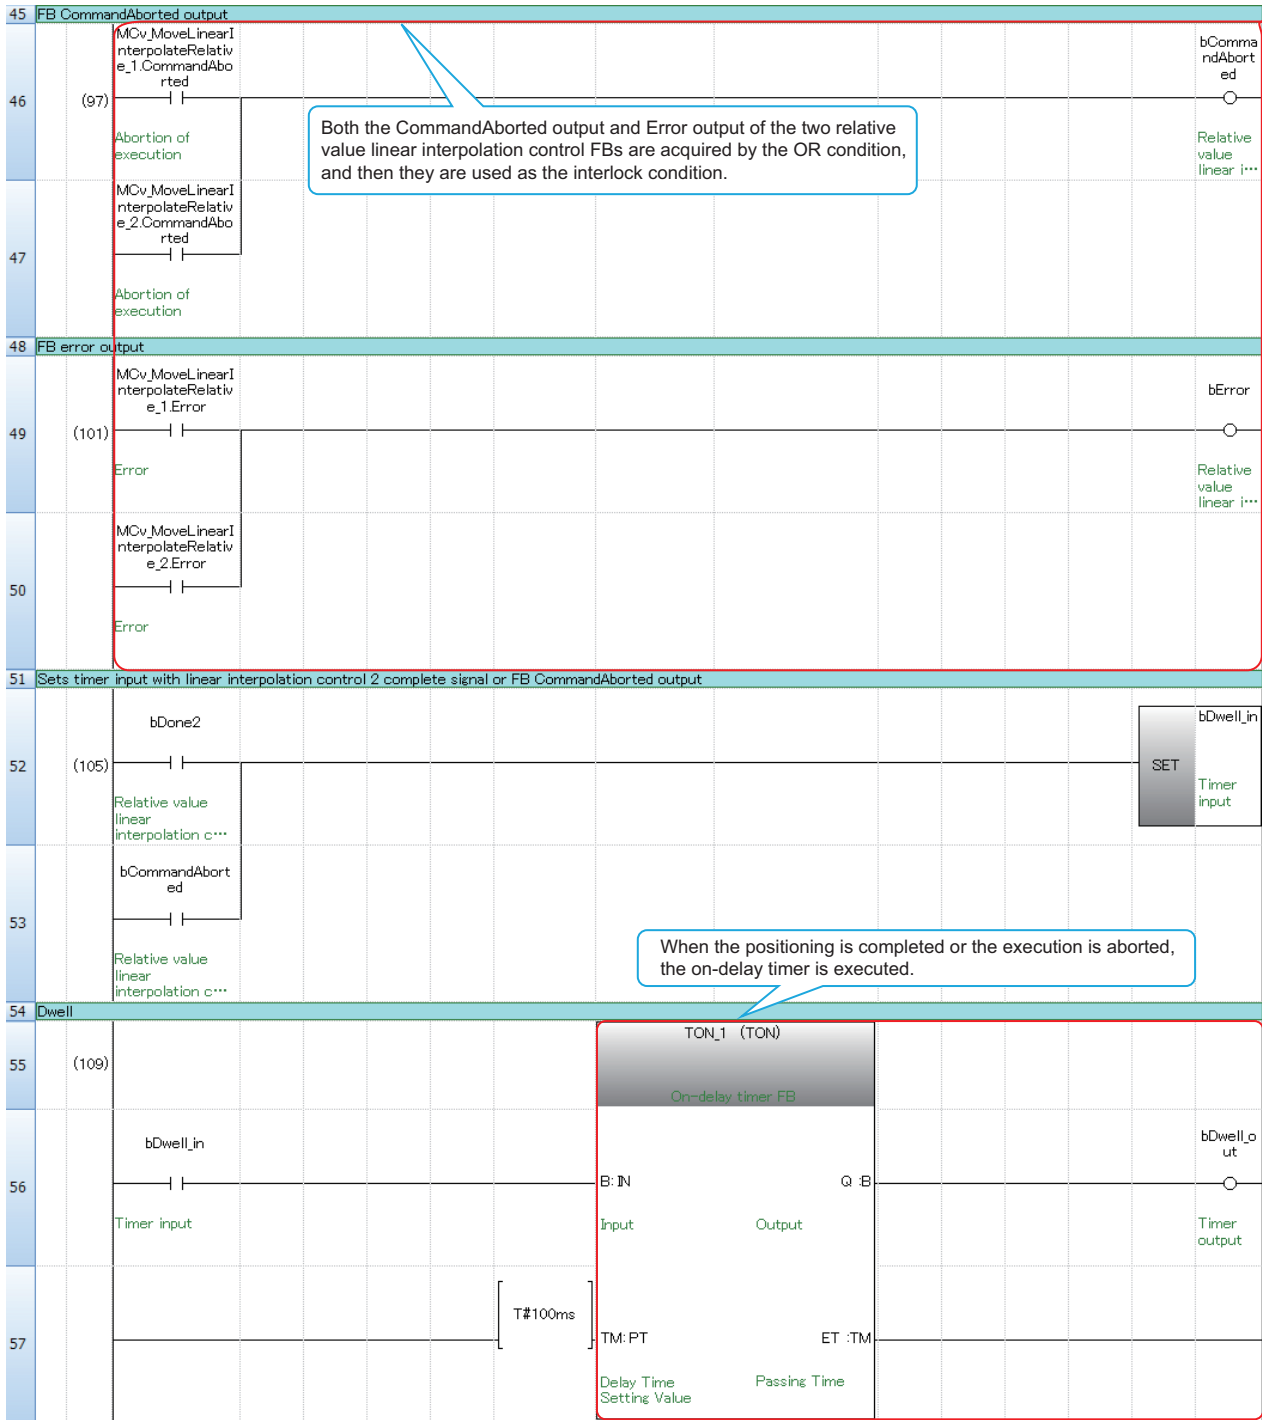 45 FB CommandAborted output
MCv_MoveLinearI
nterpolateRelativ
e_1.CommandAbo
rted
bComma
ndAbort
ed
46 (97)
Abortion of
execution
Relative
value
linear i…
Both the CommandAborted output and Error output of the two relative
value linear interpolation control FBs are acquired by the OR condition,
and then they are used as the interlock condition.
MCv_MoveLinearI
nterpolateRelativ
e_2.CommandAbo
rted
47
Abortion of
execution
48 FB error output
MCv_MoveLinearI
nterpolateRelativ
e_1.Error
bError
49 (101)
Error
Relative
value
linear i…
MCv_MoveLinearI
nterpolateRelativ
e_2.Error
50
Error
51 Sets timer input with linear interpolation control 2 complete signal or FB CommandAborted output
bDone2
bDwell_in
52 (105)
SET
Relative value
linear
interpolation c…
Timer
input
bCommandAbort
ed
53
Relative value
linear
interpolation c…
When the positioning is completed or the execution is aborted,
the on-delay timer is executed.
54 Dwell
TON_1 (TON)
55 (109)
On-delay timer FB
bDwell_in
bDwell_o
ut
56
B:IN Q :B
Timer input
Input Output
Timer
output
T#100ms
57
TM:PT ET :TM
Delay Time
Setting Value
Passing Time